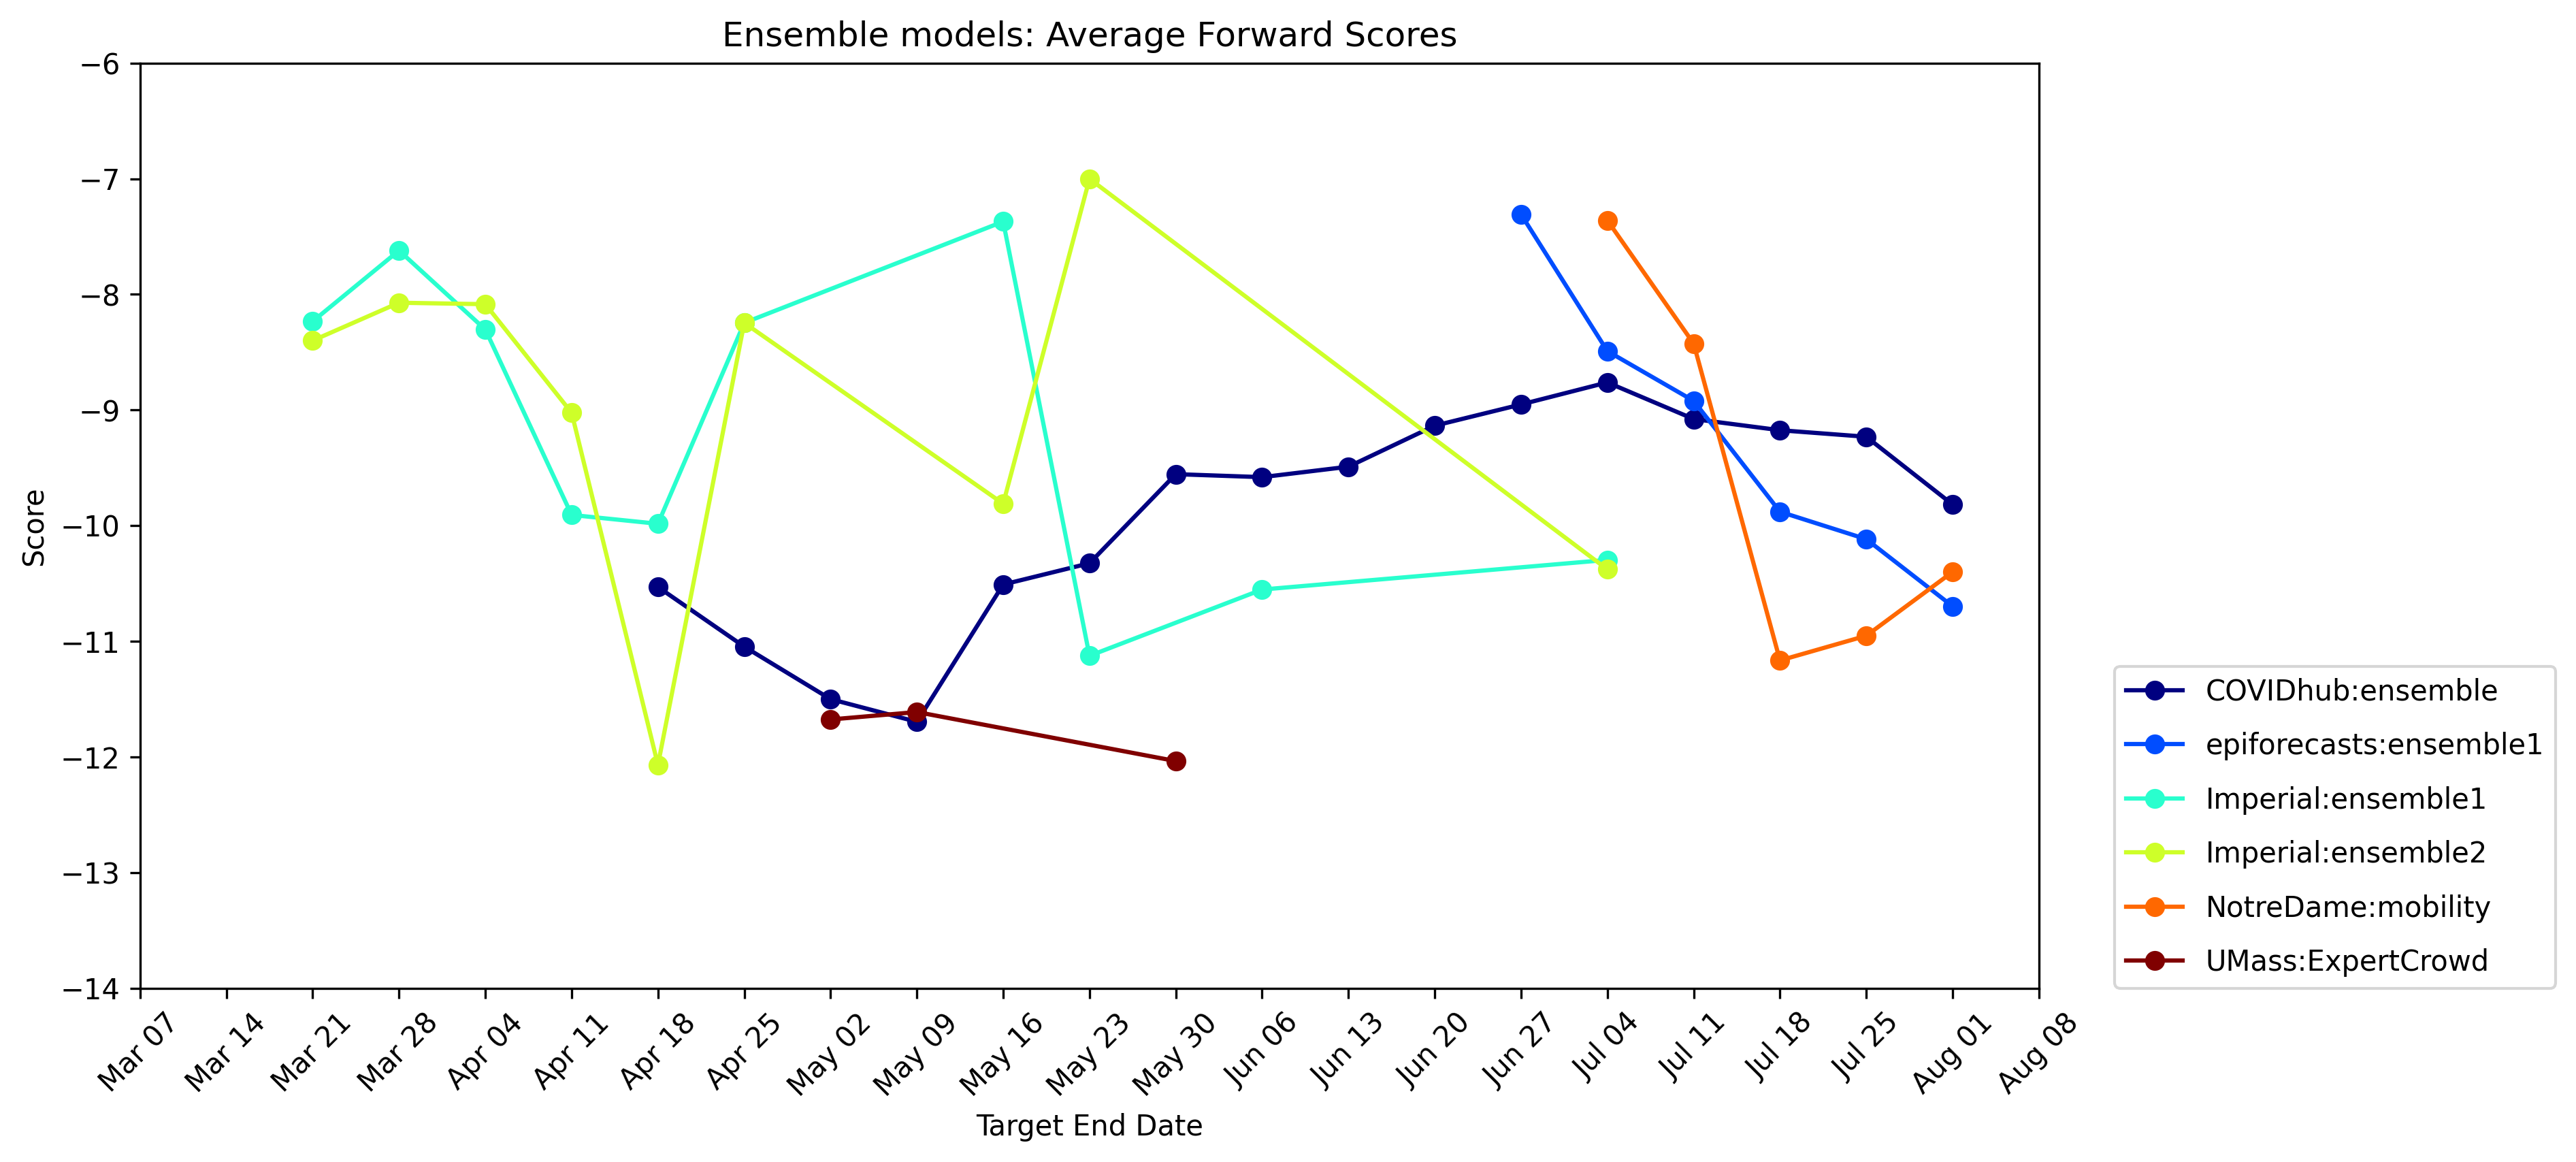 Ensemble models: Average Forward Scores
−6
−7
−8
−9
−10
−11
−12
−13
−14
Score
Mar 07
Mar 14
Mar 21
Mar 28
Apr 04
Apr 11
Apr 18
Apr 25
May 02
May 09
May 16
May 23
May 30
Jun 06
Jun 13
Jun 20
Jun 27
Jul 04
Jul 11
Jul 18
Jul 25
Aug 01
Aug 08
Target End Date
COVIDhub:ensemble
epiforecasts:ensemble1
Imperial:ensemble1
Imperial:ensemble2
NotreDame:mobility
UMass:ExpertCrowd